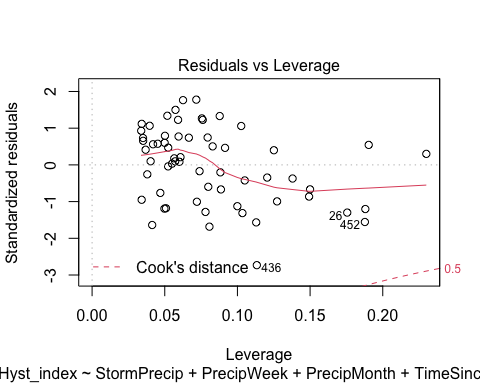 Residuals vs Leverage
Standardized residuals
2
1
0
-1
-2
-3
26
452
436
Cook's distance
0.5
0.00 0.05 0.10 0.15 0.20
Leverage
Hyst_index ~ StormPrecip + PrecipWeek + PrecipMonth + TimeSinc